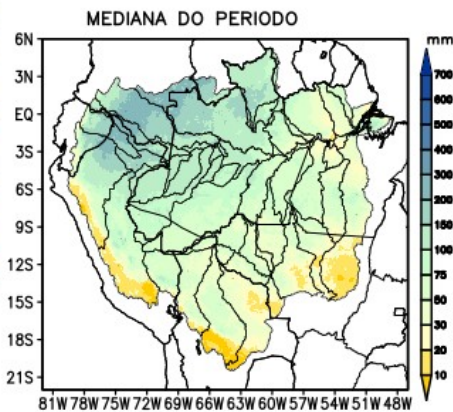 MEDIANA DO PERIODO
mm
6N
3N
EQ
3S
6S
9S
12S
15S
18S
21S
700
600
500
400
300
200
150
100
75
50
30
20
10
81W 78W 75W 72W 69W 66W 63W 60W 57W 54W 51W 48W